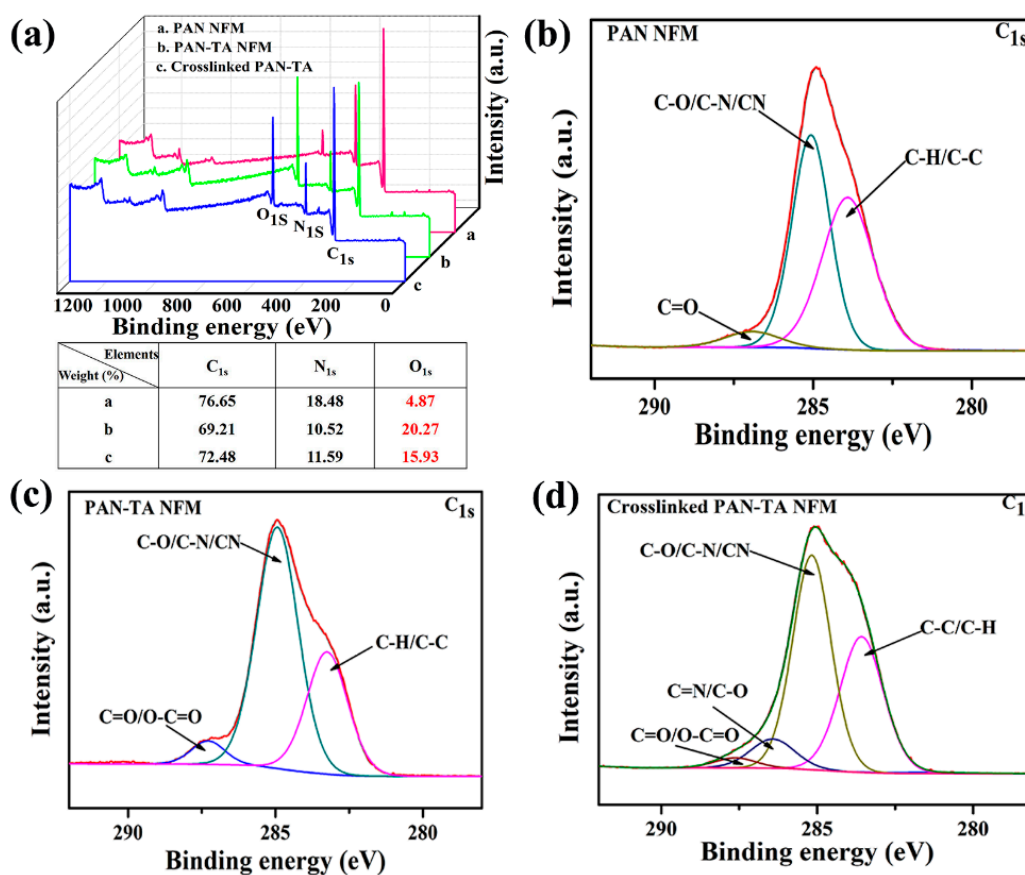 (a)
a. PAN NFM
b. PAN-TA NFM
c. Crosslinked PAN-TA
Intensity (a.u.)
O1S
N1S
C1s
a
b
c
1200 1000 800 600 400 200 0
Binding energy (eV)
Elements
Weight (%)
C1s N1s O1s
a 76.65 18.48 4.87
b 69.21 10.52 20.27
c 72.48 11.59 15.93
(b)
PAN NFM
C1s
C-O/C-N/CN
C-H/C-C
C=O
Intensity (a.u.)
290 285 280
Binding energy (eV)
(c)
PAN-TA NFM
C1s
C-O/C-N/CN
C-H/C-C
C=O/O-C=O
Intensity (a.u.)
290 285 280
Binding energy (eV)
(d)
Crosslinked PAN-TA NFM
C1
C-O/C-N/CN
C-C/C-H
C=N/C-O
C=O/O-C=O
Intensity (a.u.)
290 285 280
Binding energy (eV)